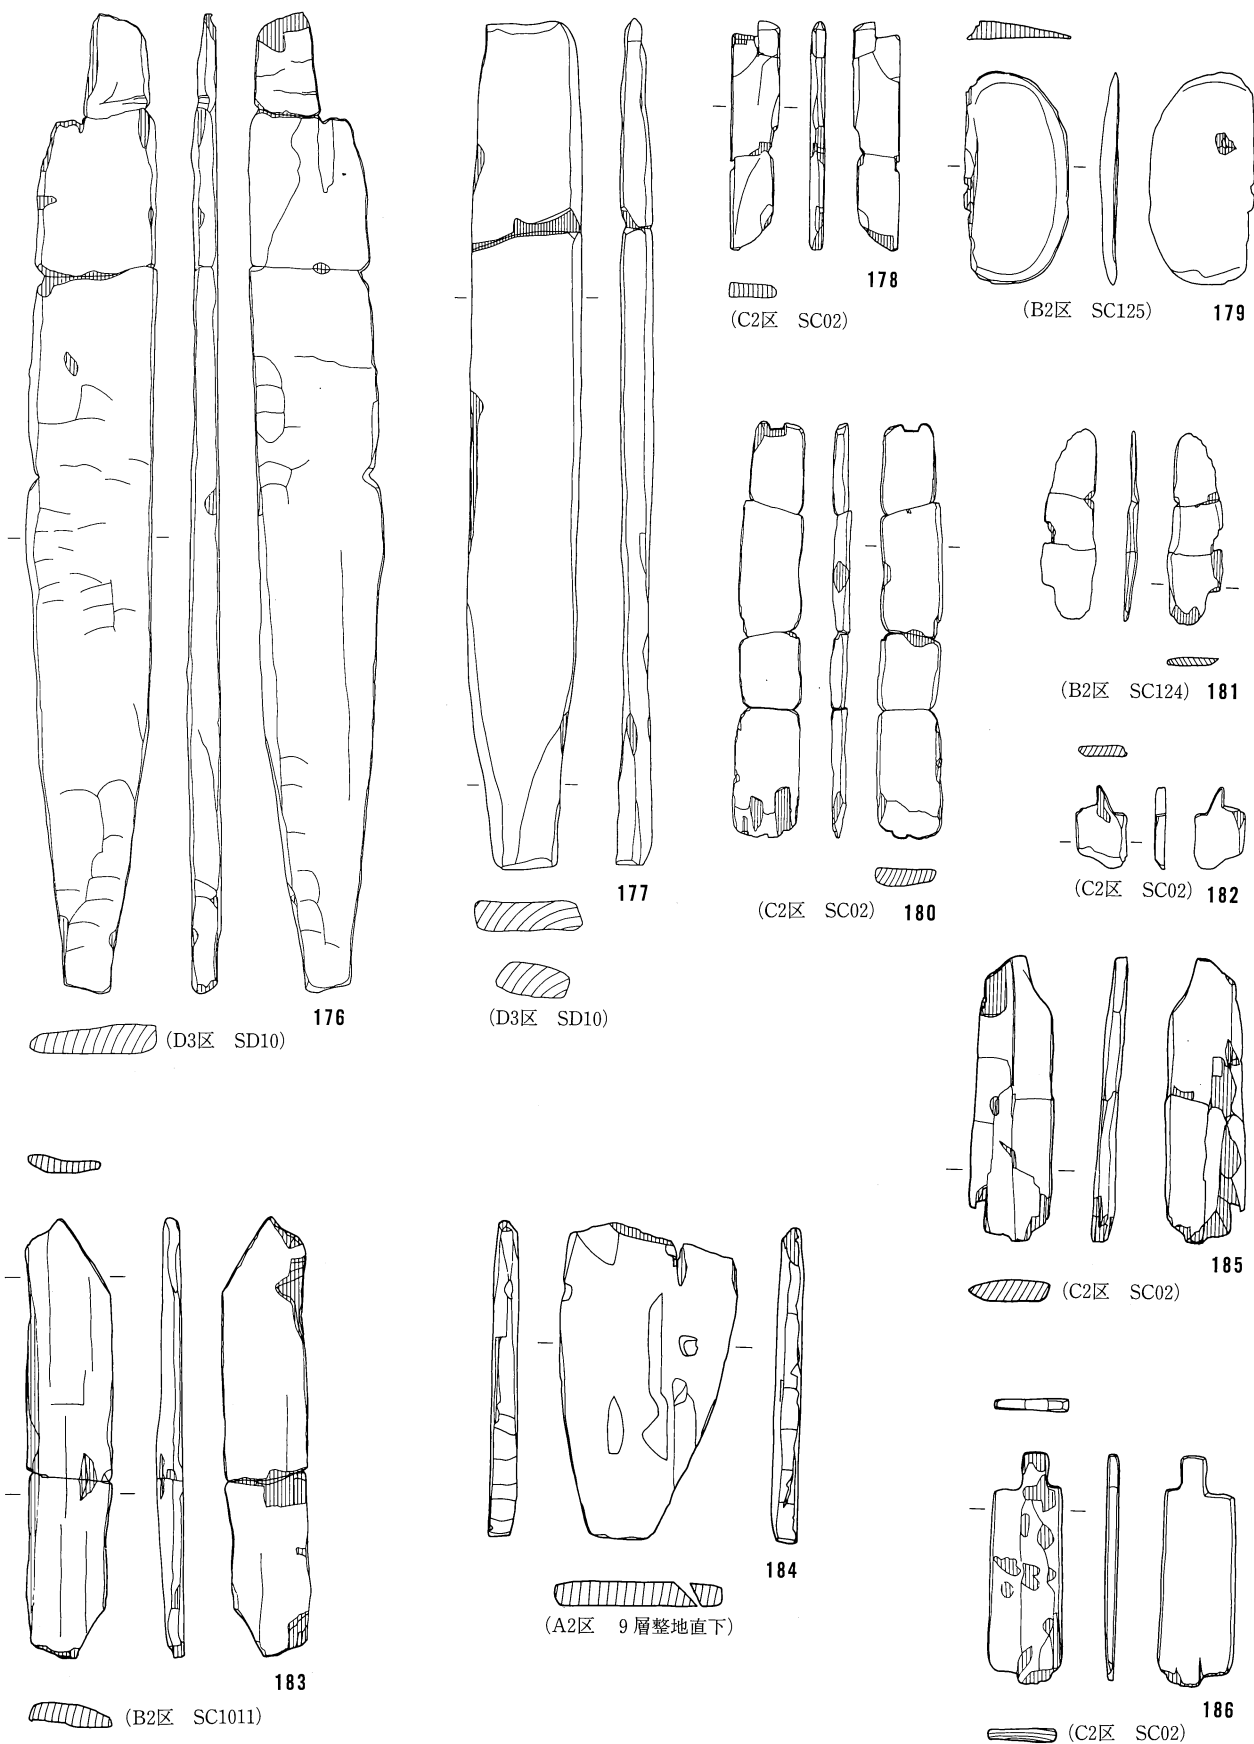 178
(C2区 SC02)
(B2区 SC125)
179
(B2区 SC124) 181
177
(C2区 SC02) 180
(C2区 SC02) 182
176
(D3区 SD10)
(D3区 SD10)
185
(C2区 SC02)
184
(A2区 9層整地直下)
183
(B2区 SC1011)
186
(C2区 SC02)